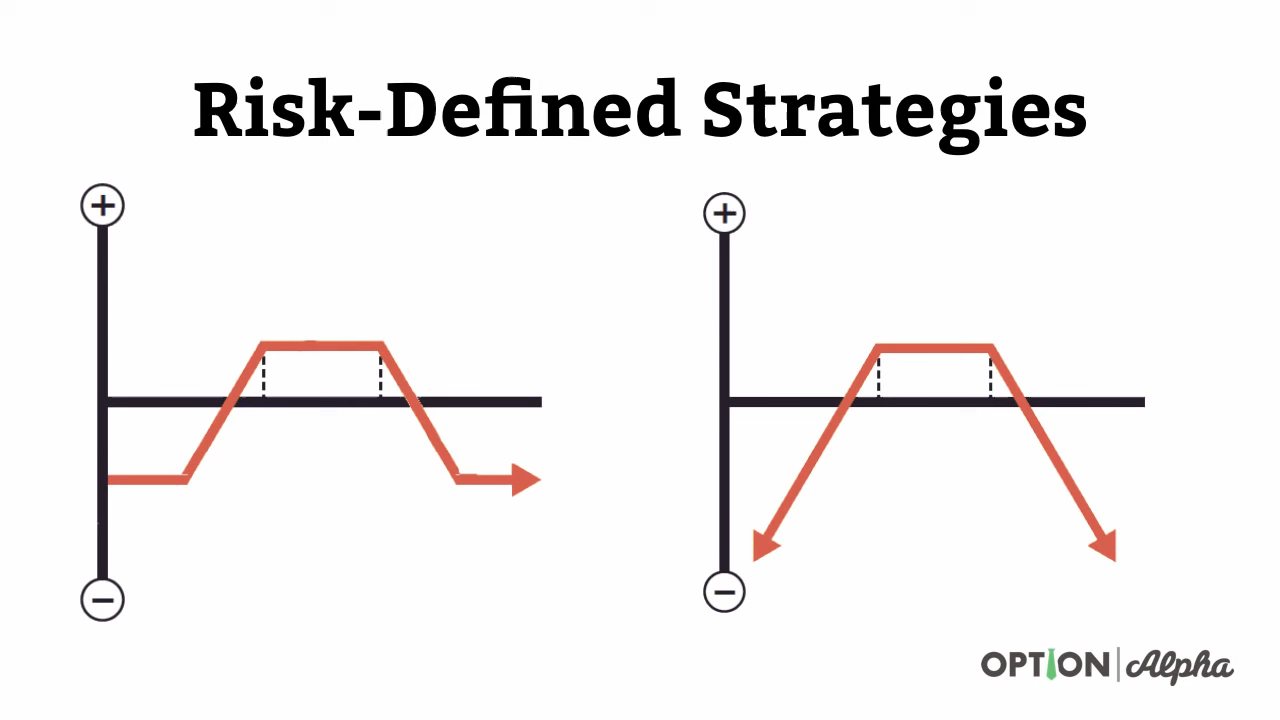 Risk-Defined Strategies
+
+
−
−
OPTION | Alpha